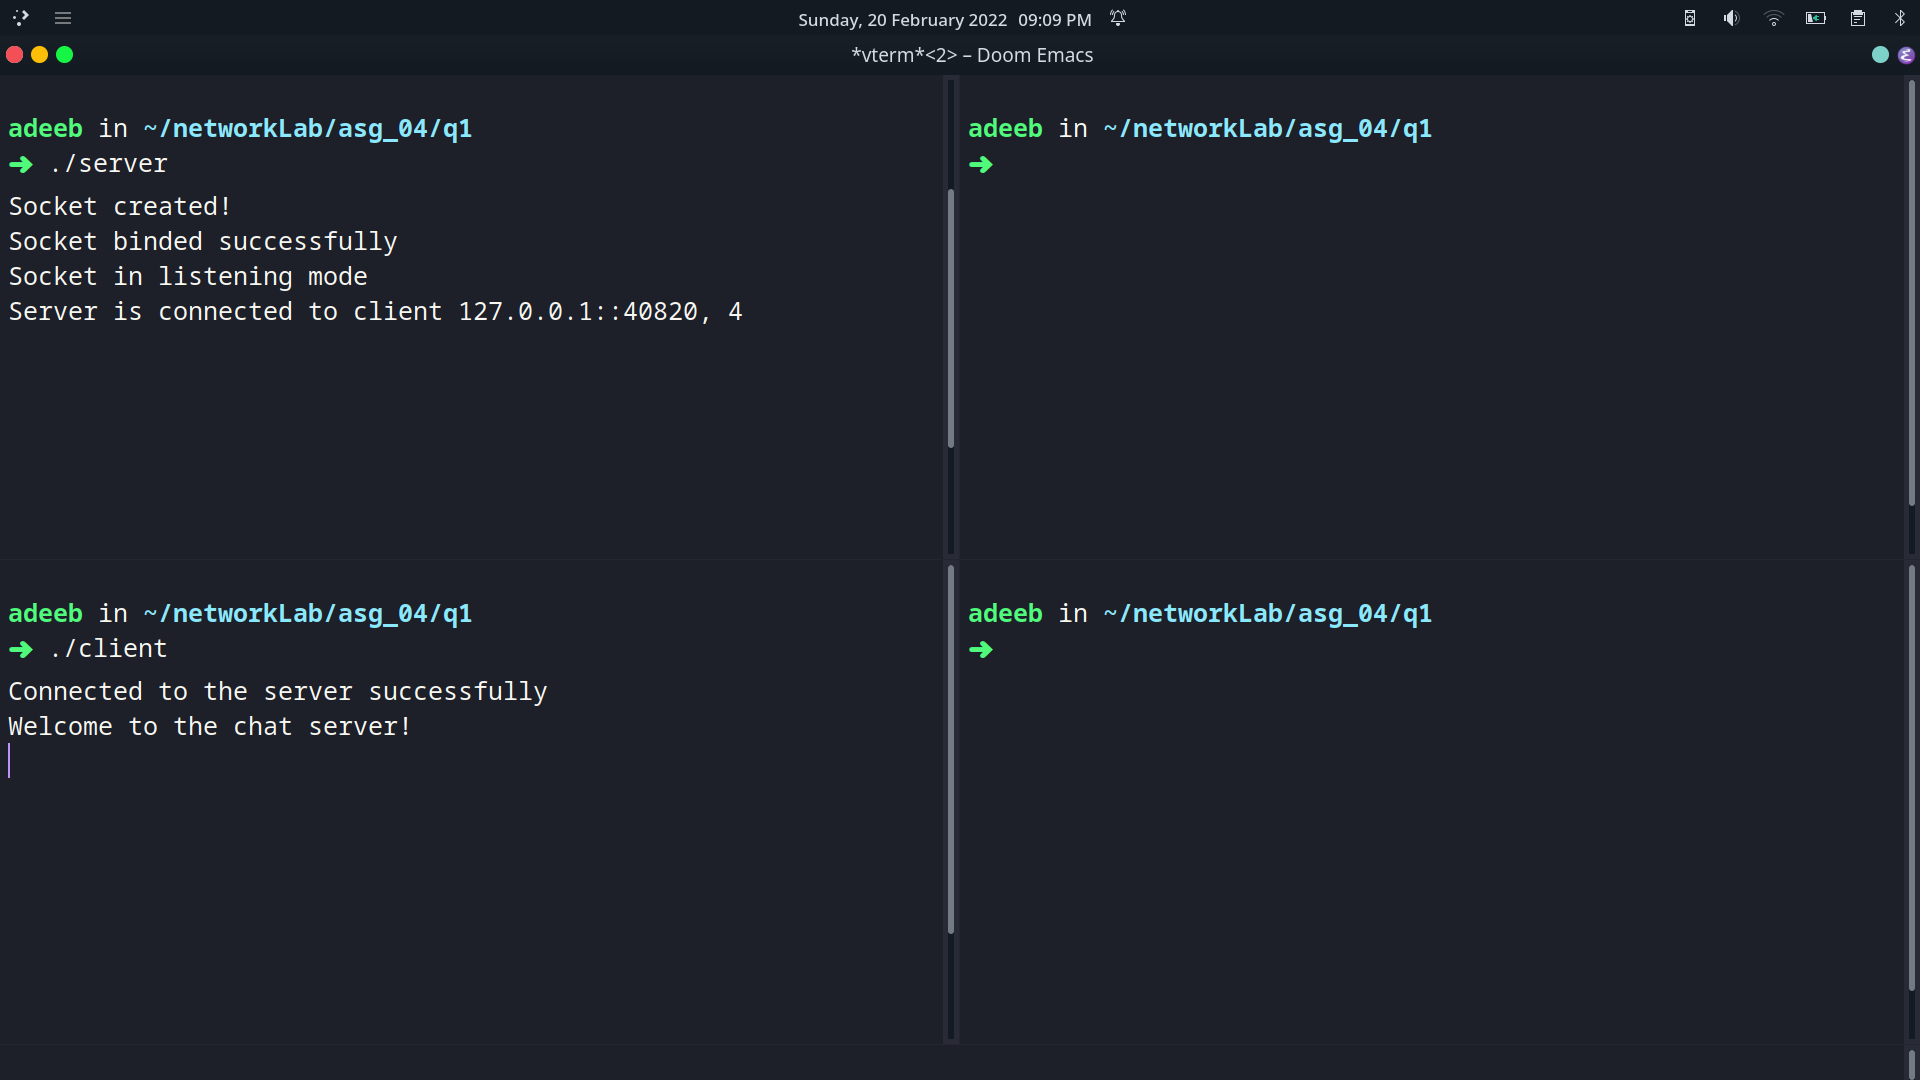 Sunday, 20 February 2022 09:09 PM
*vterm*<2> – Doom Emacs
adeeb in ~/networkLab/asg_04/q1
➜ ./server
Socket created!
Socket binded successfully
Socket in listening mode
Server is connected to client 127.0.0.1::40820, 4
adeeb in ~/networkLab/asg_04/q1
➜
adeeb in ~/networkLab/asg_04/q1
➜ ./client
Connected to the server successfully
Welcome to the chat server!
adeeb in ~/networkLab/asg_04/q1
➜